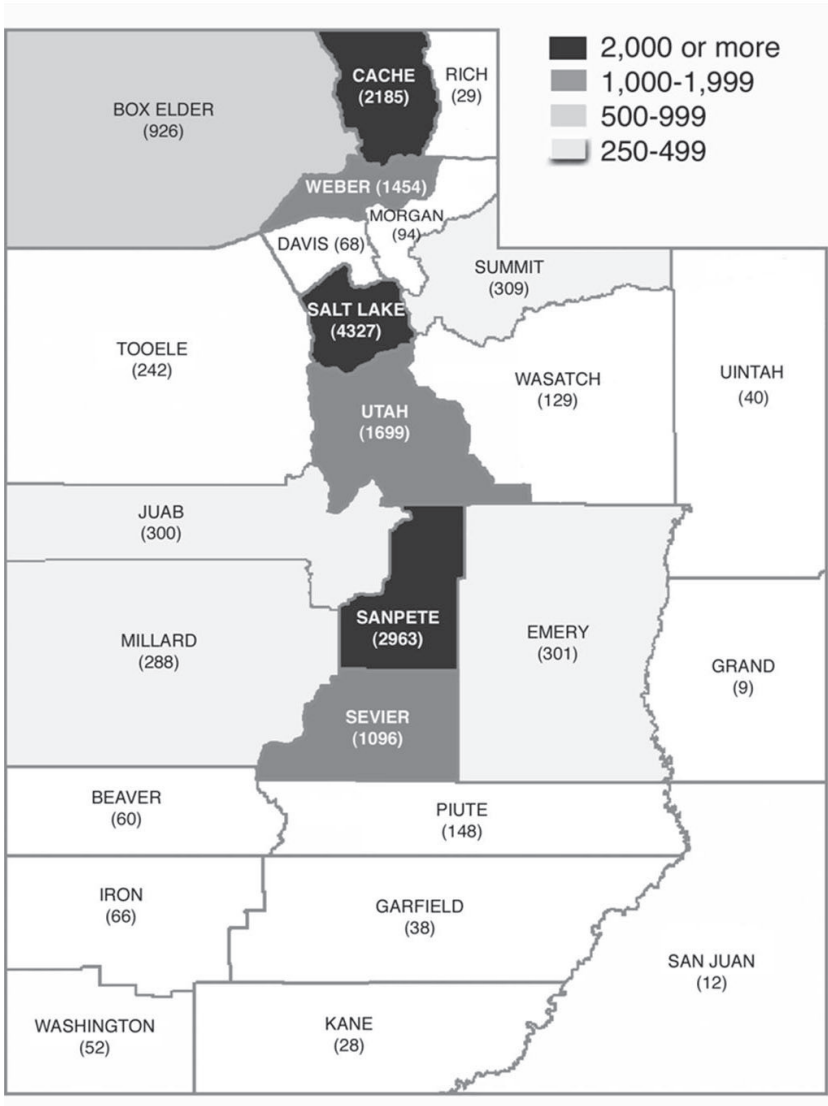 2,000 or more
1,000-1,999
500-999
250-499
CACHE
(2185)
RICH
(29)
BOX ELDER
(926)
WEBER (1454)
MORGAN
(94)
DAVIS (68)
SUMMIT
(309)
SALT LAKE
(4327)
TOOELE
(242)
WASATCH
(129)
UINTAH
(40)
UTAH
(1699)
JUAB
(300)
SANPETE
(2963)
EMERY
(301)
MILLARD
(288)
GRAND
(9)
SEVIER
(1096)
BEAVER
(60)
PIUTE
(148)
IRON
(66)
GARFIELD
(38)
SAN JUAN
(12)
WASHINGTON
(52)
KANE
(28)